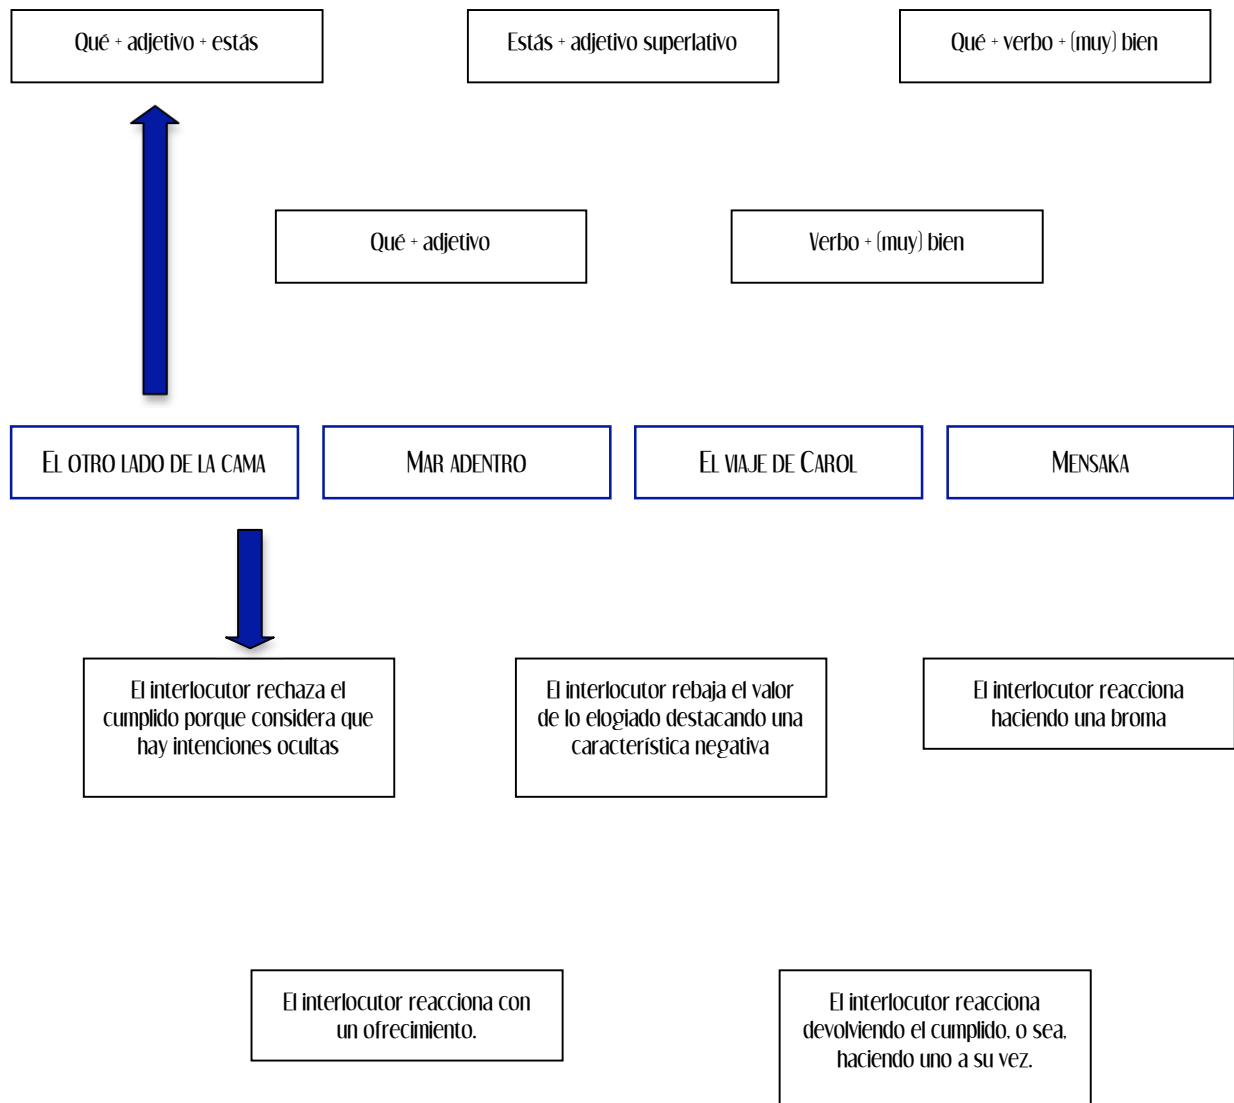 Qué + adjetivo + estás
Estás + adjetivo superlativo
Qué + verbo + (muy) bien
Qué + adjetivo
Verbo + (muy) bien
EL OTRO LADO DE LA CAMA
MAR ADENTRO
EL VIAJE DE CAROL
MENSAKA
El interlocutor rechaza el
cumplido porque considera que
hay intenciones ocultas
El interlocutor rebaja el valor
de lo elogiado destacando una
característica negativa
El interlocutor reacciona
haciendo una broma
El interlocutor reacciona con
un ofrecimiento.
El interlocutor reacciona
devolviendo el cumplido, o sea,
haciendo uno a su vez.